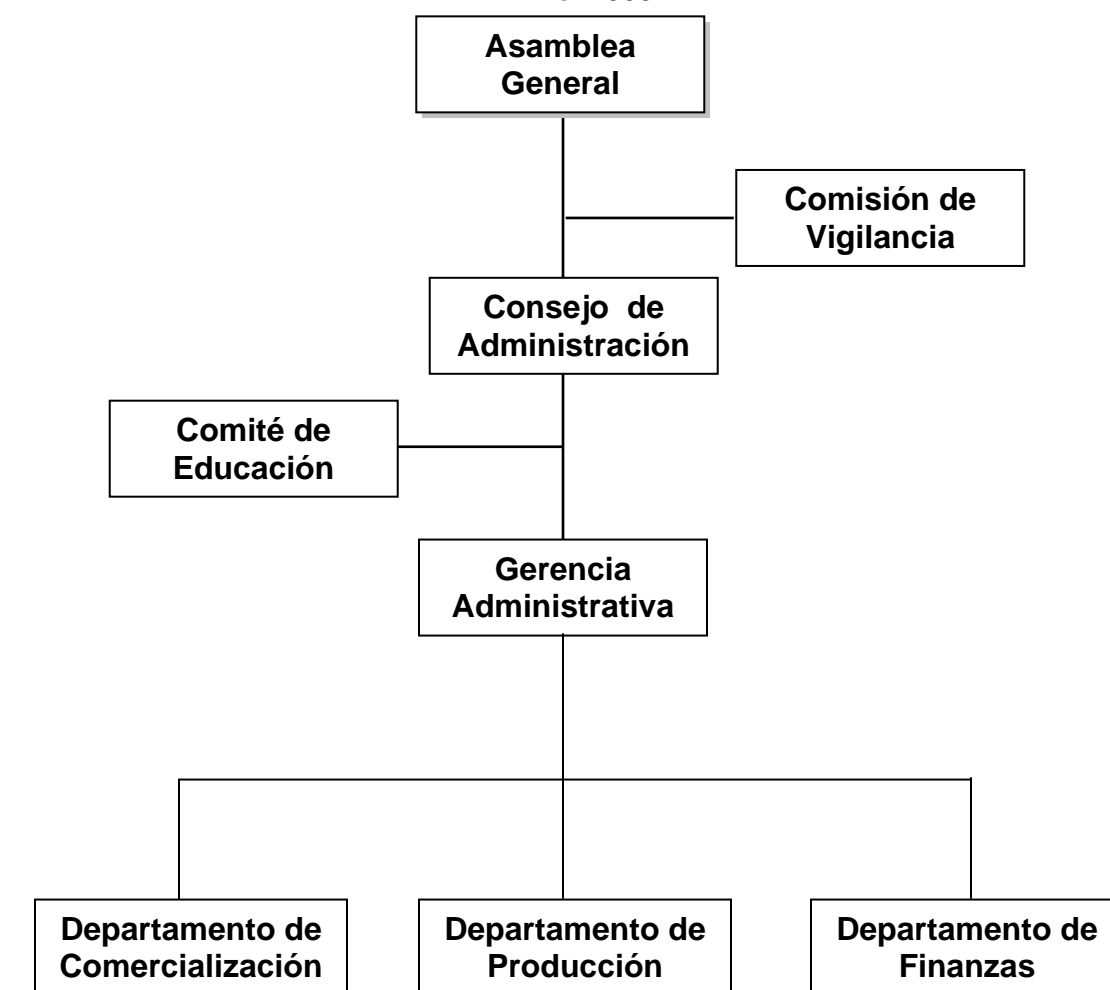 Asamblea
General
Comisión de
Vigilancia
Consejo de
Administración
Comité de
Educación
Gerencia
Administrativa
Departamento de
Comercialización
Departamento de
Producción
Departamento de
Finanzas